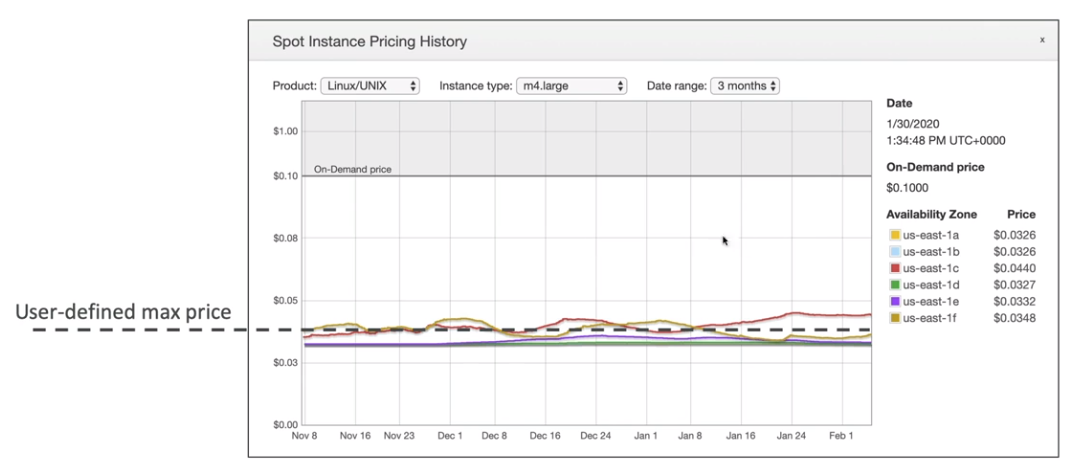 Spot Instance Pricing History
x
Product: Linux/UNIX Instance type: m4.large Date range: 3 months
$1.00
On-Demand price
$0.10
$0.08
$0.05
$0.03
$0.00
Nov 8 Nov 16 Nov 23 Dec 1 Dec 8 Dec 16 Dec 24 Jan 1 Jan 8 Jan 16 Jan 24 Feb 1
User-defined max price
Date
1/30/2020
1:34:48 PM UTC+0000
On-Demand price
$0.1000
Availability Zone Price
us-east-1a $0.0326
us-east-1b $0.0326
us-east-1c $0.0440
us-east-1d $0.0327
us-east-1e $0.0332
us-east-1f $0.0348